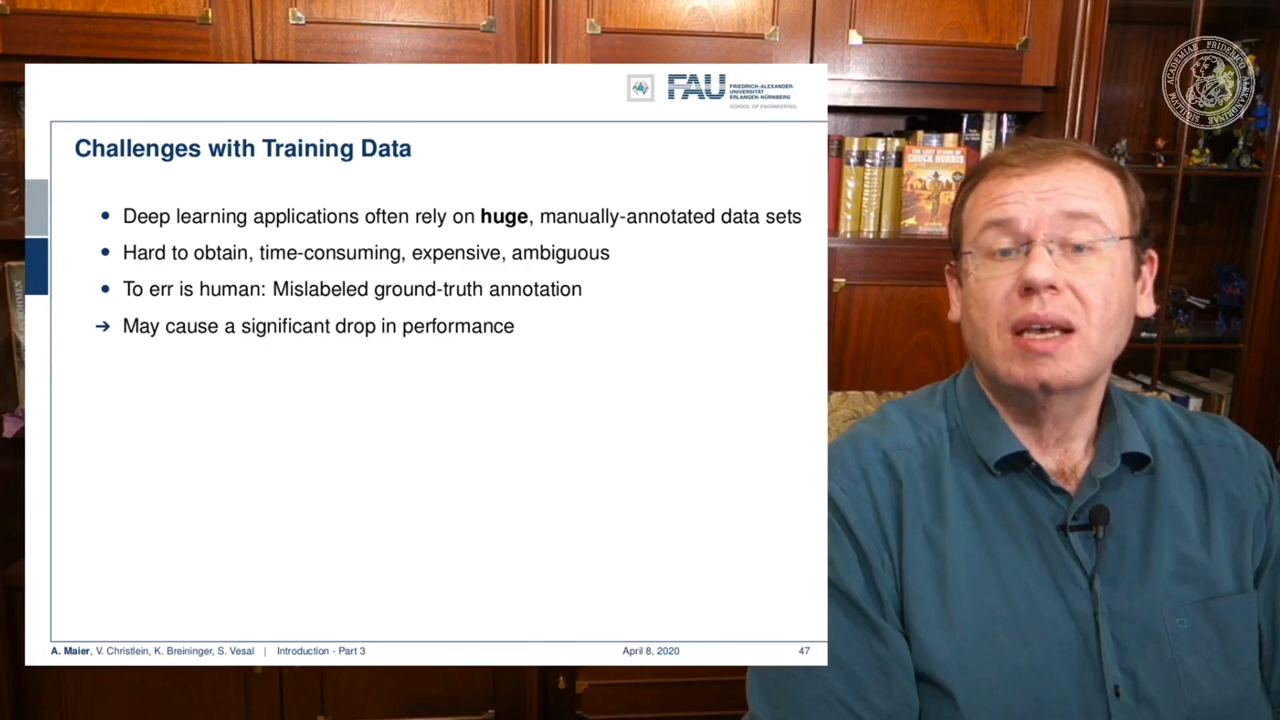 FAU
FRIEDRICH-ALEXANDER-
UNIVERSITÄT
ERLANGEN-NÜRNBERG
SCHOOL OF ENGINEERING
Challenges with Training Data
• Deep learning applications often rely on huge, manually-annotated data sets
• Hard to obtain, time-consuming, expensive, ambiguous
• To err is human: Mislabeled ground-truth annotation
➔ May cause a significant drop in performance
A. Maier, V. Christlein, K. Breininger, S. Vesal | Introduction - Part 3 April 8, 2020 47
CHUCK NORRIS